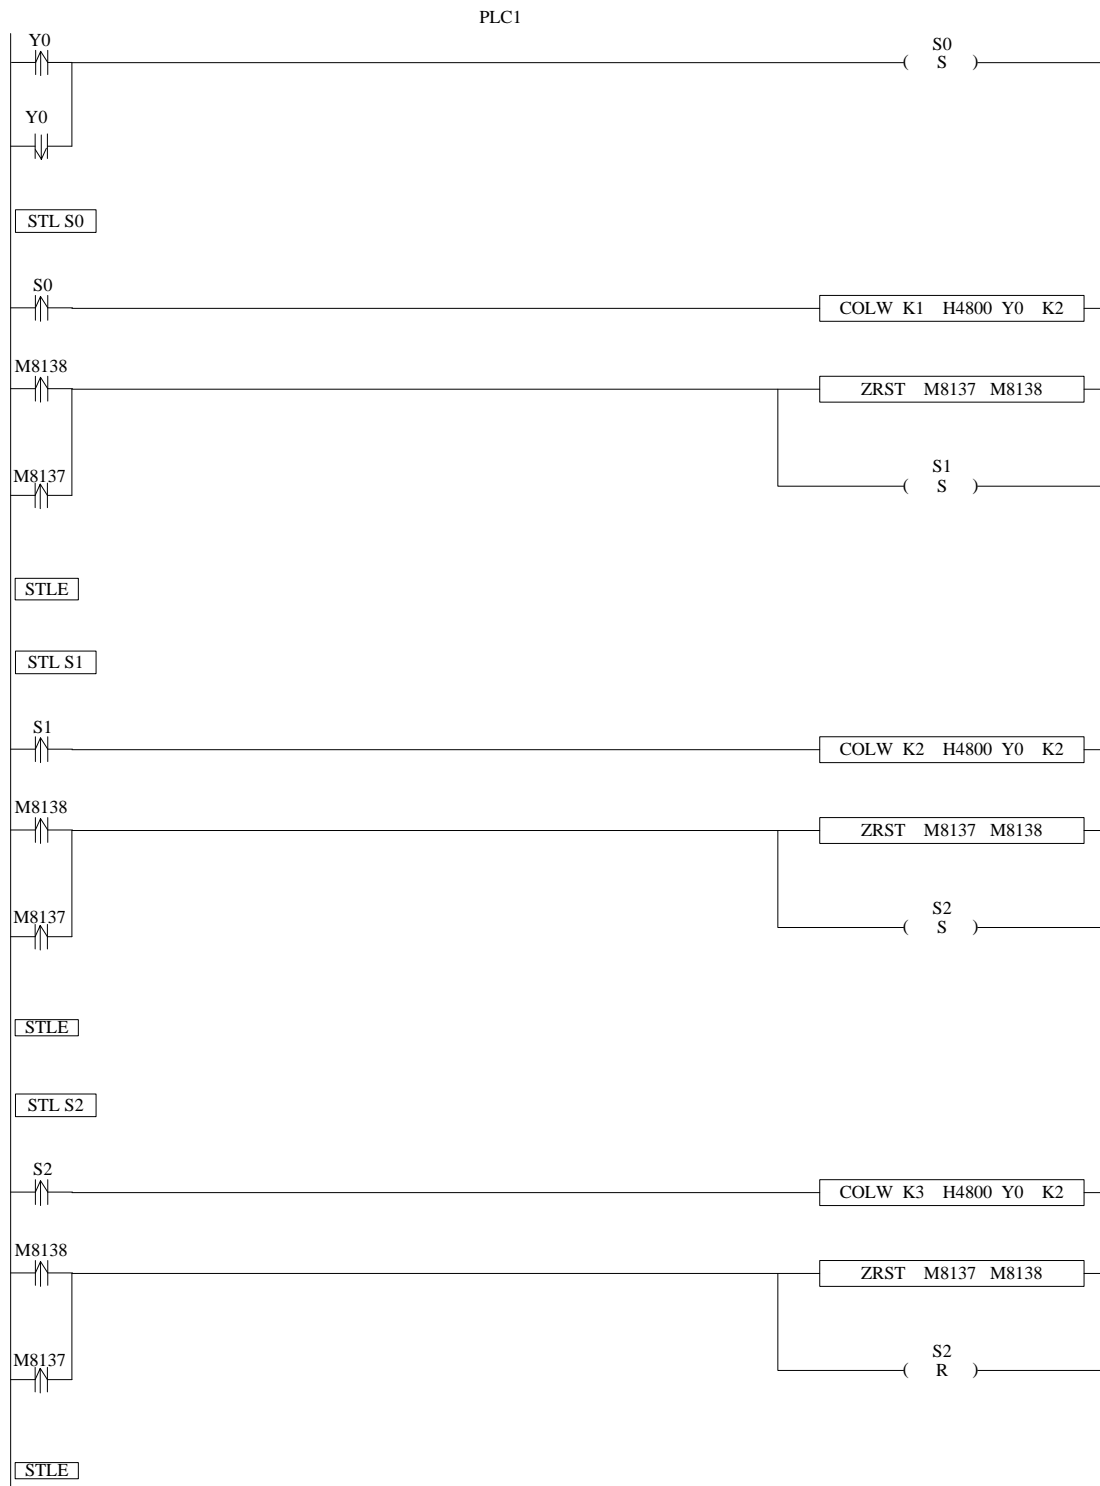 PLC1
Y0
S0
( S )
Y0
STL S0
S0
COLW K1 H4800 Y0 K2
M8138
ZRST M8137 M8138
M8137
S1
( S )
STLE
STL S1
S1
COLW K2 H4800 Y0 K2
M8138
ZRST M8137 M8138
M8137
S2
( S )
STLE
STL S2
S2
COLW K3 H4800 Y0 K2
M8138
ZRST M8137 M8138
M8137
S2
( R )
STLE